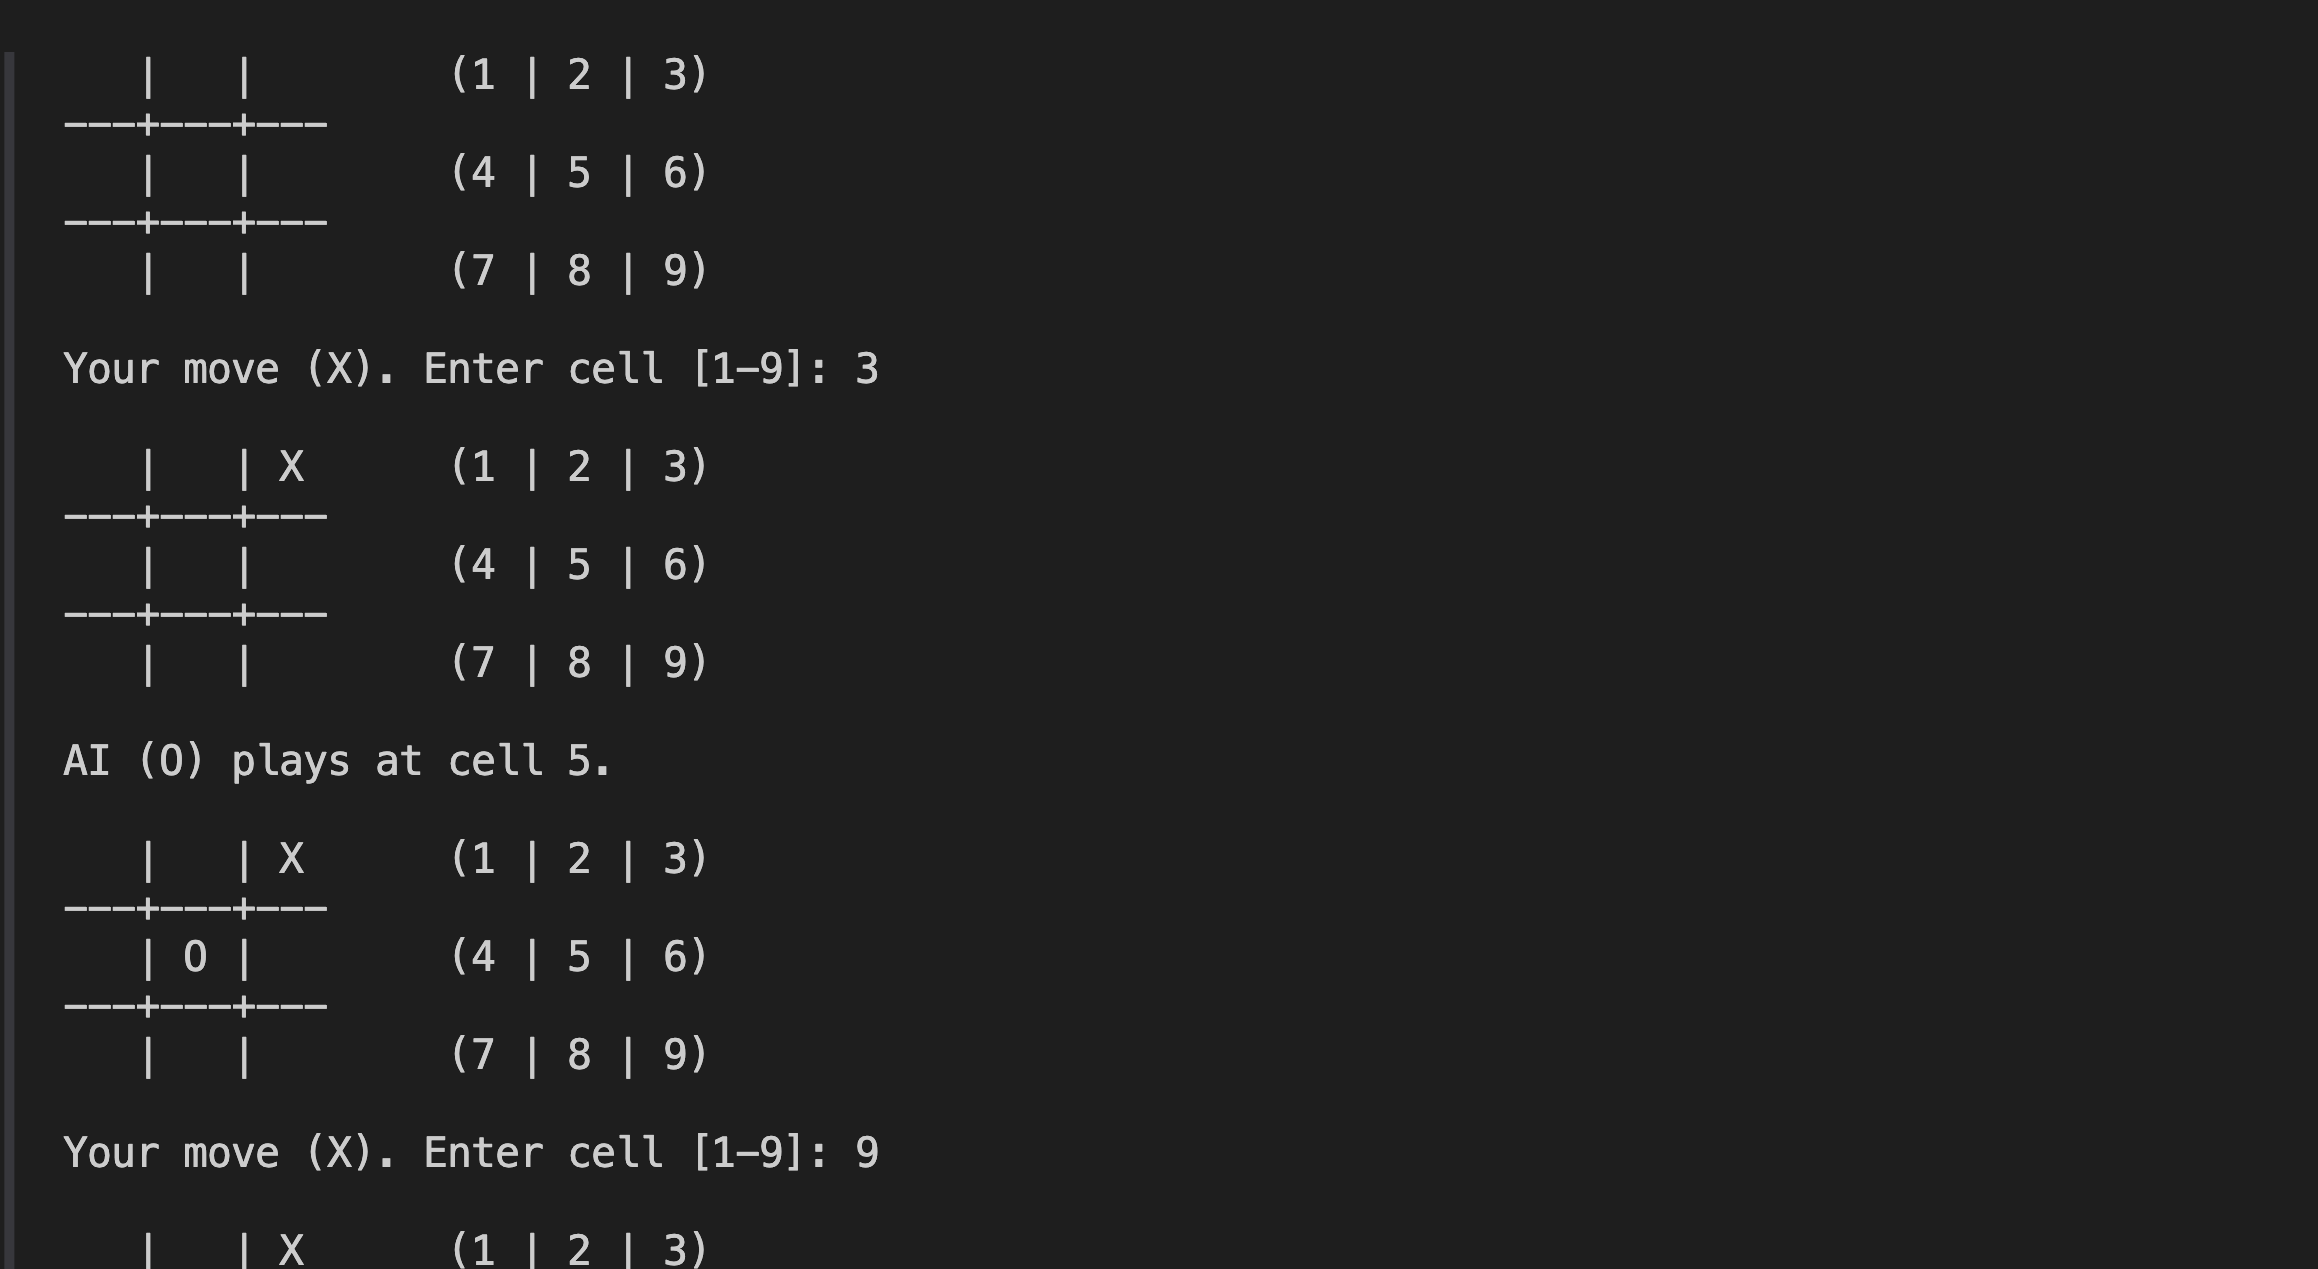 |   |        (1 | 2 | 3)
---+---+---
   |   |        (4 | 5 | 6)
---+---+---
   |   |        (7 | 8 | 9)
Your move (X). Enter cell [1–9]: 3
   |   | X      (1 | 2 | 3)
---+---+---
   |   |        (4 | 5 | 6)
---+---+---
   |   |        (7 | 8 | 9)
AI (O) plays at cell 5.
   |   | X      (1 | 2 | 3)
---+---+---
   | O |        (4 | 5 | 6)
---+---+---
   |   |        (7 | 8 | 9)
Your move (X). Enter cell [1–9]: 9
   |   | X      (1 | 2 | 3)